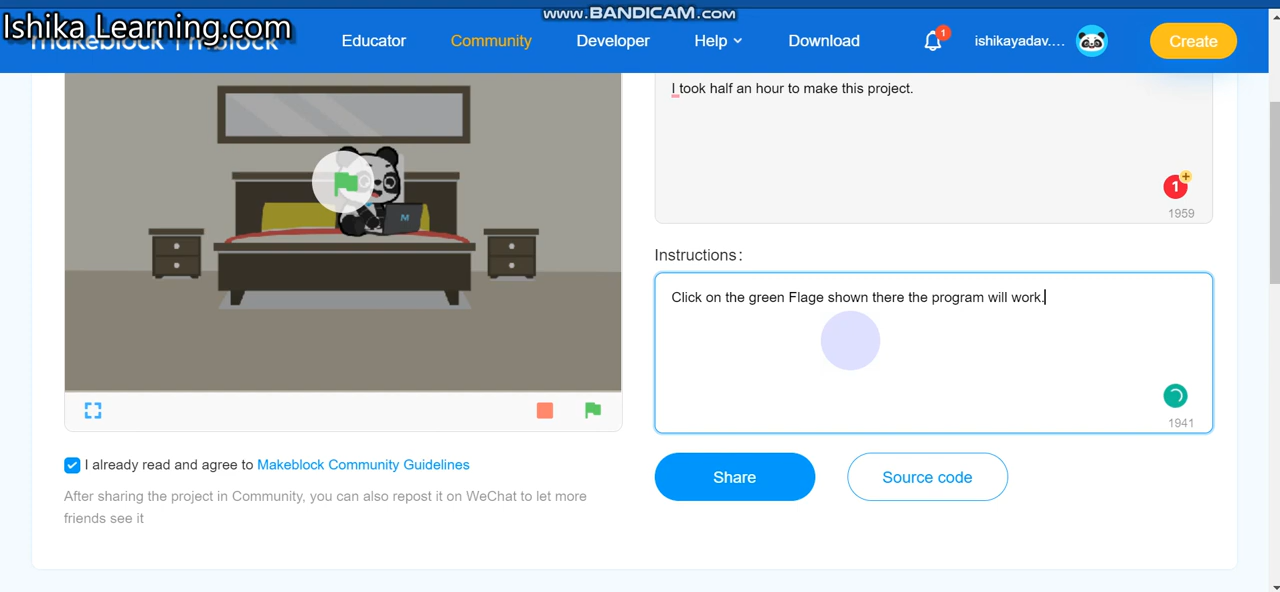 www.BANDICAM.com
Ishika Learning.com
makeblock | mblock
Educator
Community
Developer
Help
Download
1
ishikayadav....
Create
I took half an hour to make this project.
1
1959
Instructions:
Click on the green Flage shown there the program will work.
M
1941
I already read and agree to Makeblock Community Guidelines
Share
Source code
After sharing the project in Community, you can also repost it on WeChat to let more
friends see it